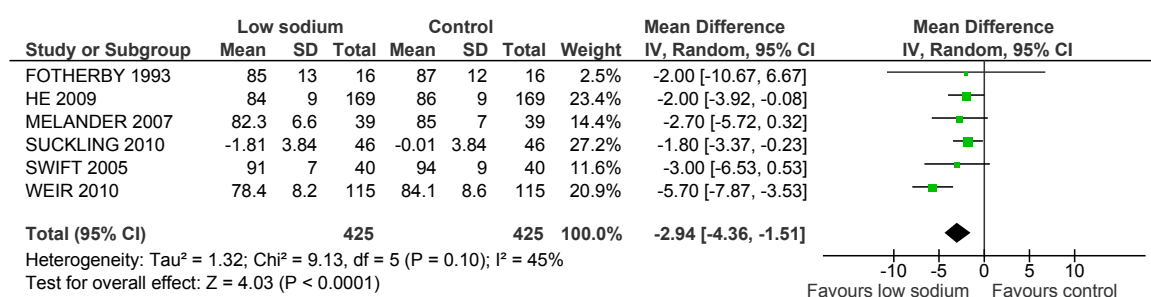 Low sodium Control Mean Difference Mean Difference
Study or Subgroup Mean SD Total Mean SD Total Weight IV, Random, 95% CI IV, Random, 95% CI
FOTHERBY 1993 85 13 16 87 12 16 2.5% -2.00 [-10.67, 6.67]
HE 2009 84 9 169 86 9 169 23.4% -2.00 [-3.92, -0.08]
MELANDER 2007 82.3 6.6 39 85 7 39 14.4% -2.70 [-5.72, 0.32]
SUCKLING 2010 -1.81 3.84 46 -0.01 3.84 46 27.2% -1.80 [-3.37, -0.23]
SWIFT 2005 91 7 40 94 9 40 11.6% -3.00 [-6.53, 0.53]
WEIR 2010 78.4 8.2 115 84.1 8.6 115 20.9% -5.70 [-7.87, -3.53]
Total (95% CI) 425 425 100.0% -2.94 [-4.36, -1.51]
Heterogeneity: Tau² = 1.32; Chi² = 9.13, df = 5 (P = 0.10); I² = 45%
Test for overall effect: Z = 4.03 (P < 0.0001)
-10 -5 0 5 10
Favours low sodium Favours control